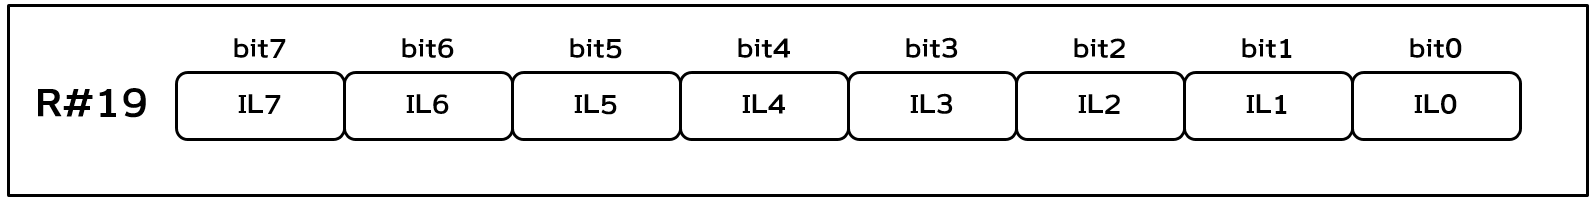 bit7 bit6 bit5 bit4 bit3 bit2 bit1 bit0
R#19 IL7 IL6 IL5 IL4 IL3 IL2 IL1 IL0